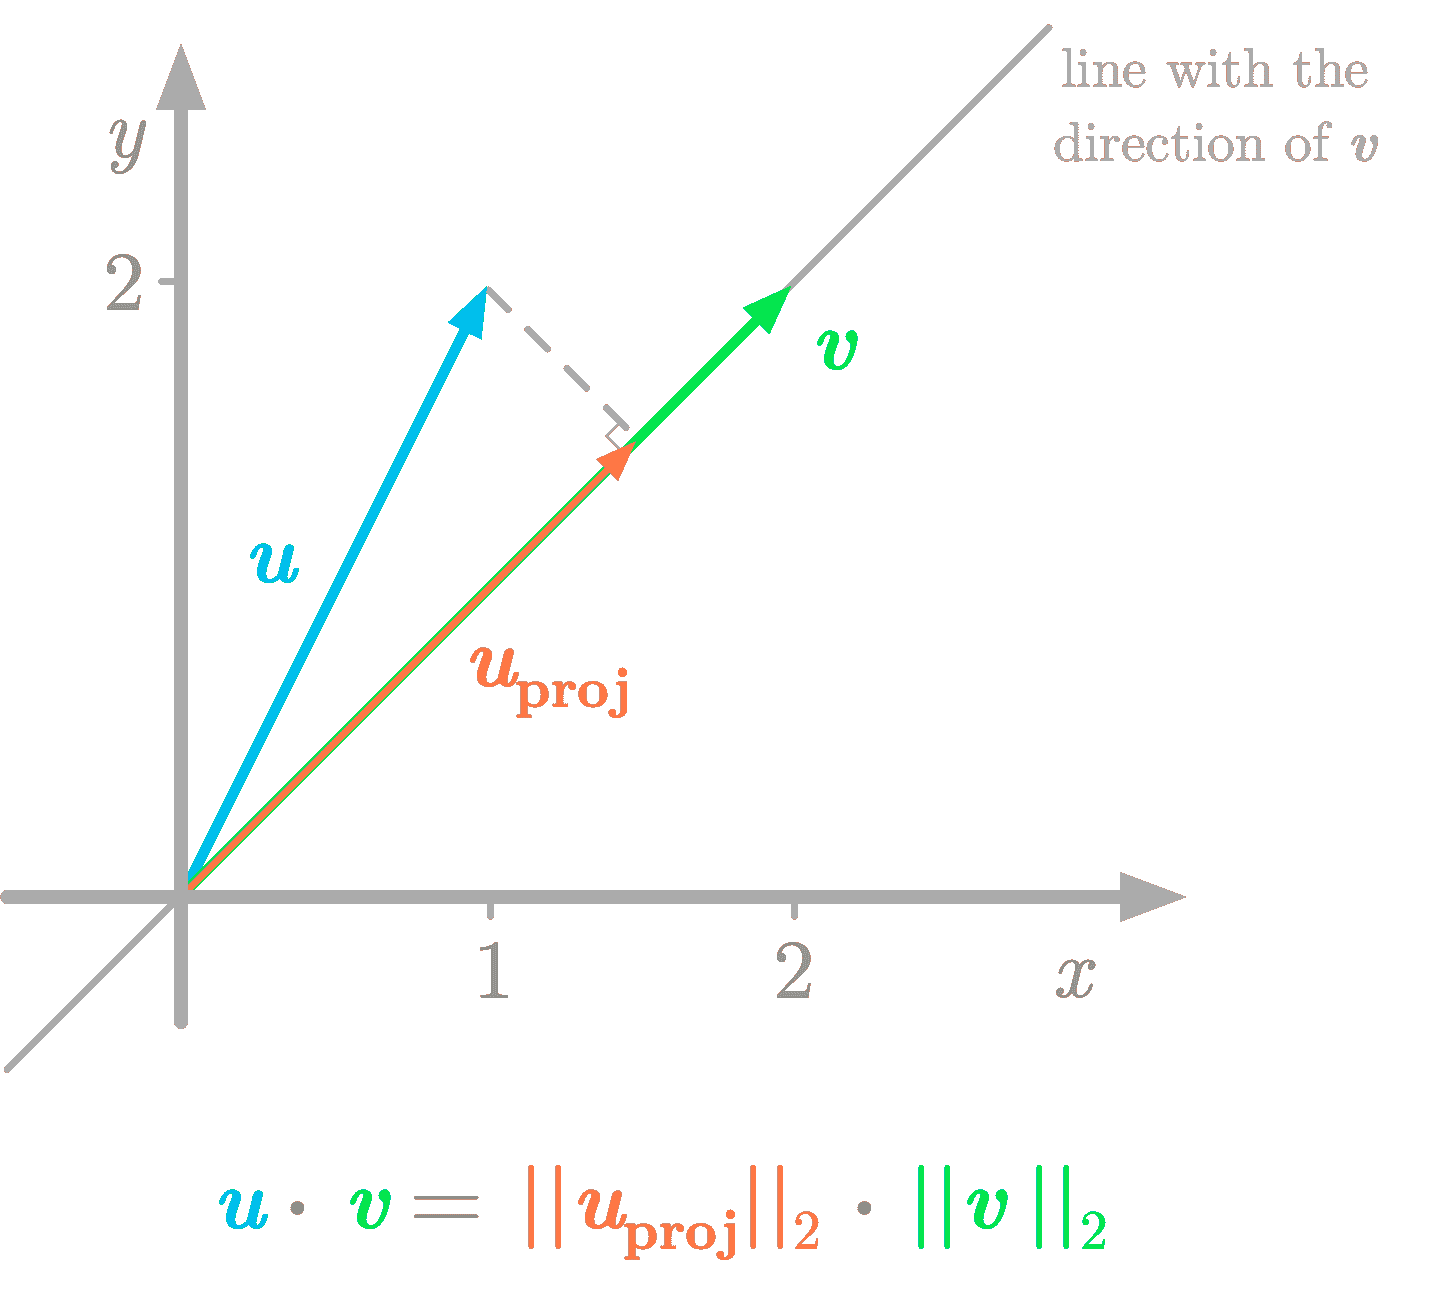 line with the
direction of v
y
2
v
u
u_proj
1
2
x
u · v = ||u_proj||_2 · ||v||_2